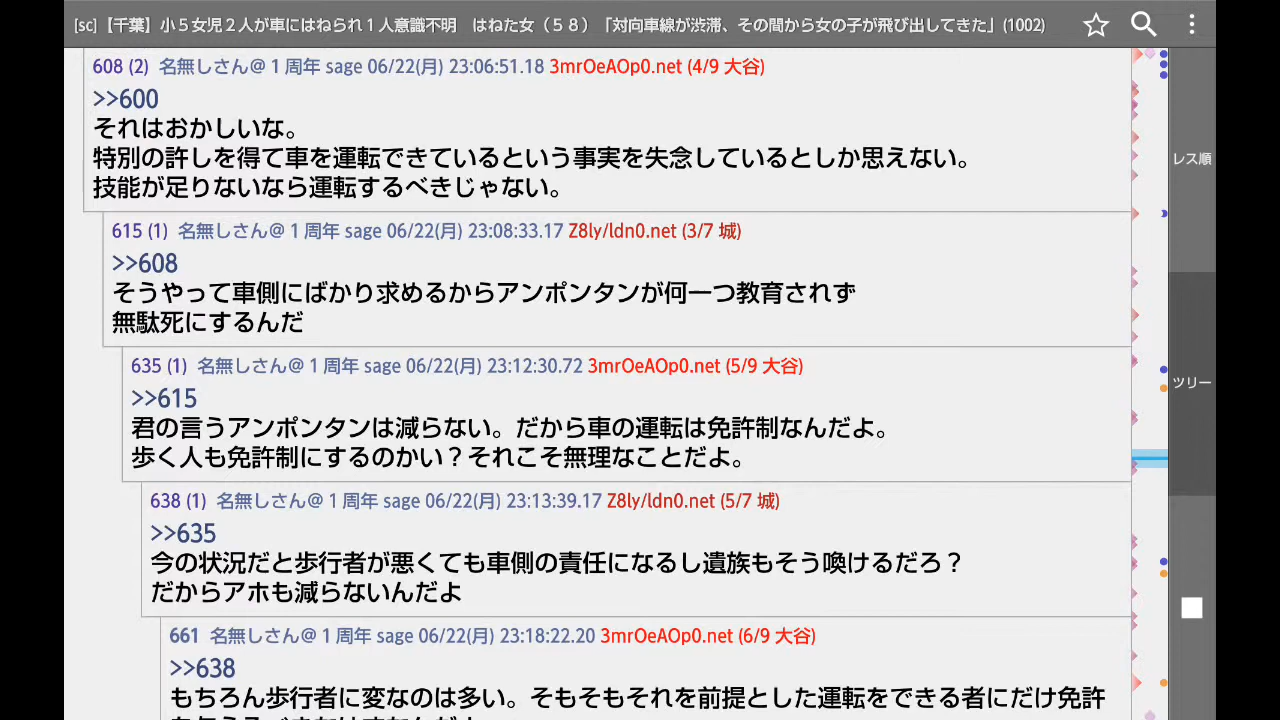 [sc]【千葉】小５女児２人が車にはねられ１人意識不明　はねた女（５８）「対向車線が渋滞、その間から女の子が飛び出してきた」(1002)
608 (2) 名無しさん＠１周年 sage 06/22(月) 23:06:51.18 3mrOeAOp0.net (4/9 大谷)
>>600
それはおかしいな。
特別の許しを得て車を運転できているという事実を失念しているとしか思えない。
技能が足りないなら運転するべきじゃない。
615 (1) 名無しさん＠１周年 sage 06/22(月) 23:08:33.17 Z8ly/ldn0.net (3/7 城)
>>608
そうやって車側にばかり求めるからアンポンタンが何一つ教育されず
無駄死にするんだ
635 (1) 名無しさん＠１周年 sage 06/22(月) 23:12:30.72 3mrOeAOp0.net (5/9 大谷)
>>615
君の言うアンポンタンは減らない。だから車の運転は免許制なんだよ。
歩く人も免許制にするのかい？それこそ無理なことだよ。
638 (1) 名無しさん＠１周年 sage 06/22(月) 23:13:39.17 Z8ly/ldn0.net (5/7 城)
>>635
今の状況だと歩行者が悪くても車側の責任になるし遺族もそう喚けるだろ？
だからアホも減らないんだよ
661 名無しさん＠１周年 sage 06/22(月) 23:18:22.20 3mrOeAOp0.net (6/9 大谷)
>>638
もちろん歩行者に変なのは多い。そもそもそれを前提とした運転をできる者にだけ免許
レス順
ツリー